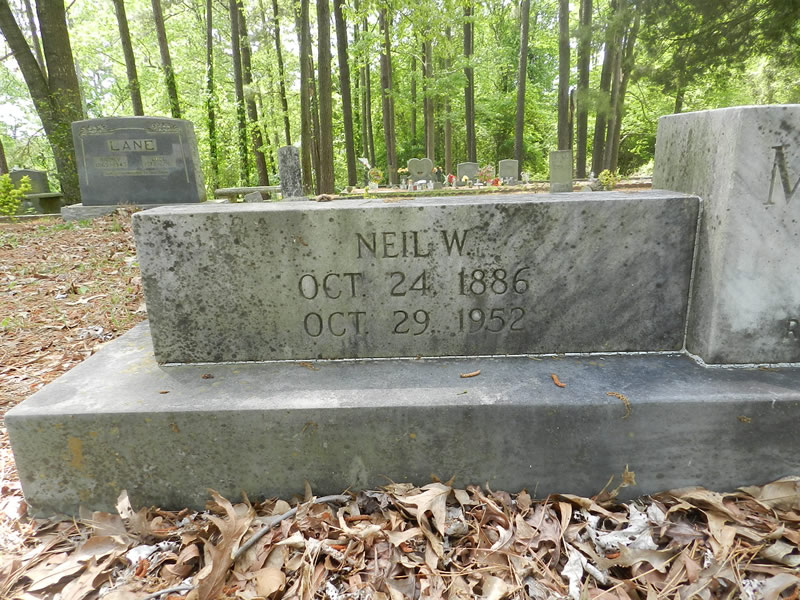 LANE
NEIL W.
OCT. 24, 1886
OCT. 29, 1952
M
R